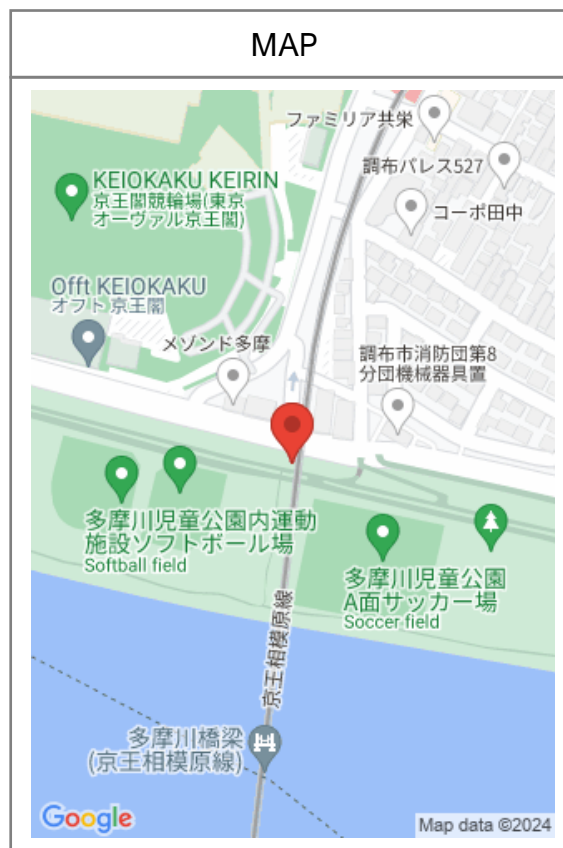 MAP
ファミリア共栄
調布パレス527
KEIOKAKU KEIRIN
京王閣競輪場(東京
オーヴァル京王閣)
コーポ田中
Offt KEIOKAKU
オフト 京王閣
メゾンド多摩
調布市消防団第8
分団機械器具置
多摩川児童公園内運動
施設ソフトボール場
Softball field
多摩川児童公園
A面サッカー場
Soccer field
京王相模原線
多摩川橋梁
(京王相模原線)
Google
Map data ©2024